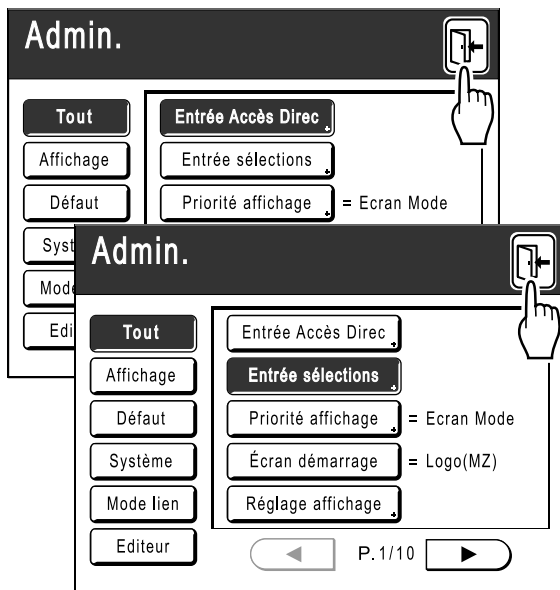 Admin.
Tout
Entrée Accès Direc
Affichage
Entrée sélections
Défaut
Priorité affichage = Ecran Mode
Admin.
Tout
Entrée Accès Direc
Affichage
Entrée sélections
Défaut
Priorité affichage = Ecran Mode
Système
Écran démarrage = Logo(MZ)
Mode lien
Réglage affichage
Editeur
P.1/10